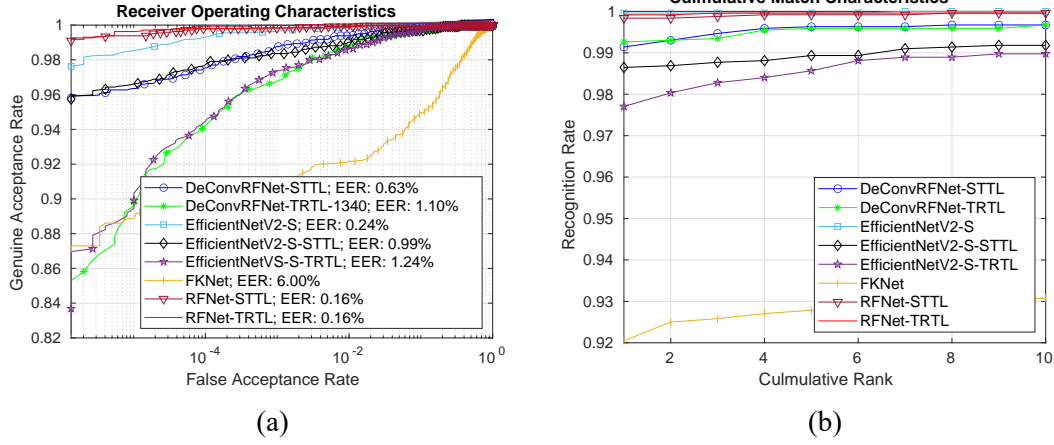 Receiver Operating Characteristics
Genuine Acceptance Rate
1
0.98
0.96
0.94
0.92
0.9
0.88
0.86
0.84
0.82
DeConvRFNet-STTL; EER: 0.63%
DeConvRFNet-TRTL-1340; EER: 1.10%
EfficientNetV2-S; EER: 0.24%
EfficientNetV2-S-STTL; EER: 0.99%
EfficientNetVS-S-TRTL; EER: 1.24%
FKNet; EER: 6.00%
RFNet-STTL; EER: 0.16%
RFNet-TRTL; EER: 0.16%
10^-4
10^-2
10^0
False Acceptance Rate
(a)
Culmulative Match Characteristics
Recognition Rate
1
0.99
0.98
0.97
0.96
0.95
0.94
0.93
0.92
DeConvRFNet-STTL
DeConvRFNet-TRTL
EfficientNetV2-S
EfficientNetV2-S-STTL
EfficientNetV2-S-TRTL
FKNet
RFNet-STTL
RFNet-TRTL
2
4
6
8
10
Culmulative Rank
(b)